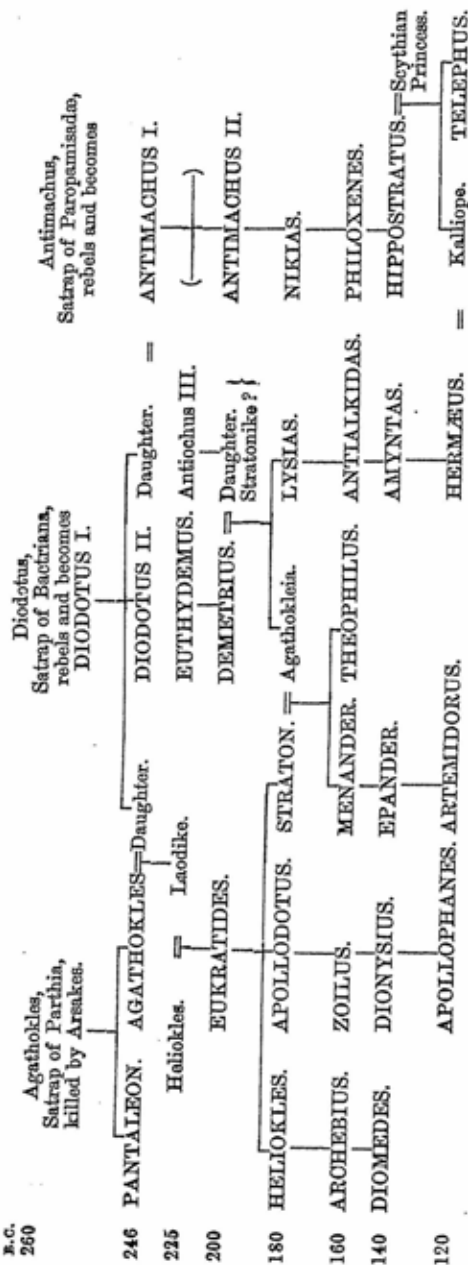 B.C.
260
Agathokles,
Satrap of Parthia,
killed by Arsakes.
Diodotus,
Satrap of Bactrians,
rebels and becomes
DIODOTUS I.
Antimachus,
Satrap of Paropamisadæ,
rebels and becomes
246 PANTALEON. AGATHOKLES=Daughter. DIODOTUS II. Daughter. = ANTIMACHUS I.
225 Heliokles. = Laodike. EUTHYDEMUS. Antiochus III.
200 EUKRATIDES. DEMETRIUS. = Daughter. ANTIMACHUS II.
Stratonike?
180 HELIOKLES. APOLLODOTUS. STRATON. = Agathokleia. LYSIAS. NIKIAS.
160 ARCHEBIUS. ZOILUS. MENANDER. THEOPHILUS. ANTIALKIDAS. PHILOXENES.
140 DIOMEDES. DIONYSIUS. EPANDER. AMYNTAS. HIPPOSTRATUS.=Scythian
Princess.
120 APOLLOPHANES. ARTEMIDORUS. HERMÆUS. = Kalliope. TELEPHUS.